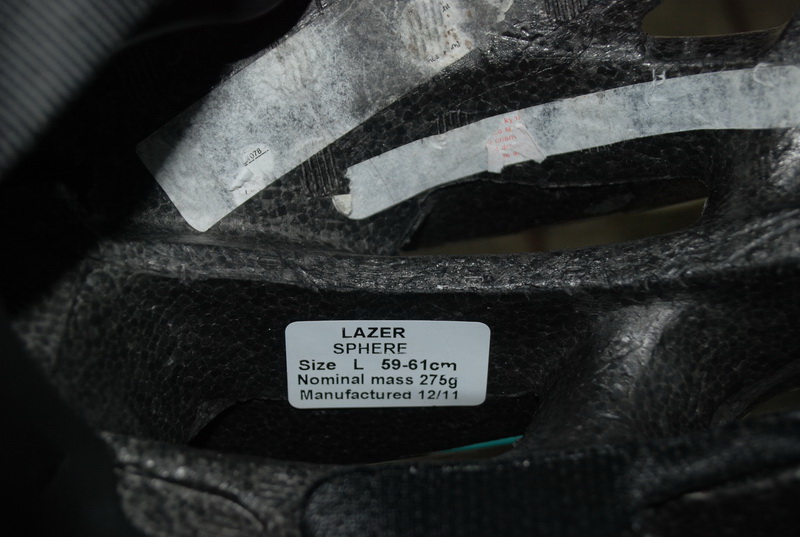 LAZER
SPHERE
Size L 59-61cm
Nominal mass 275g
Manufactured 12/11